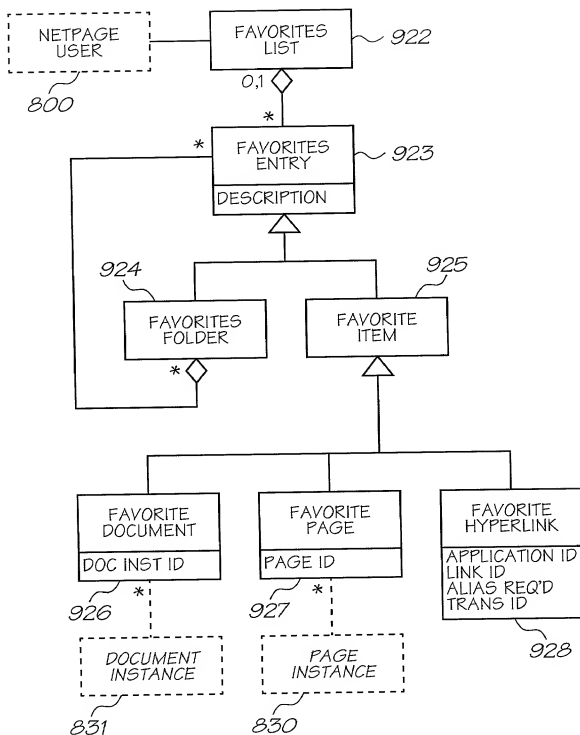 NETPAGE
USER
800
FAVORITES
LIST
922
0,1
*
*
FAVORITES
ENTRY
923
DESCRIPTION
924
FAVORITES
FOLDER
*
925
FAVORITE
ITEM
FAVORITE
DOCUMENT
DOC INST ID
926
*
DOCUMENT
INSTANCE
831
FAVORITE
PAGE
PAGE ID
927
*
PAGE
INSTANCE
830
FAVORITE
HYPERLINK
APPLICATION ID
LINK ID
ALIAS REQ'D
TRANS ID
928